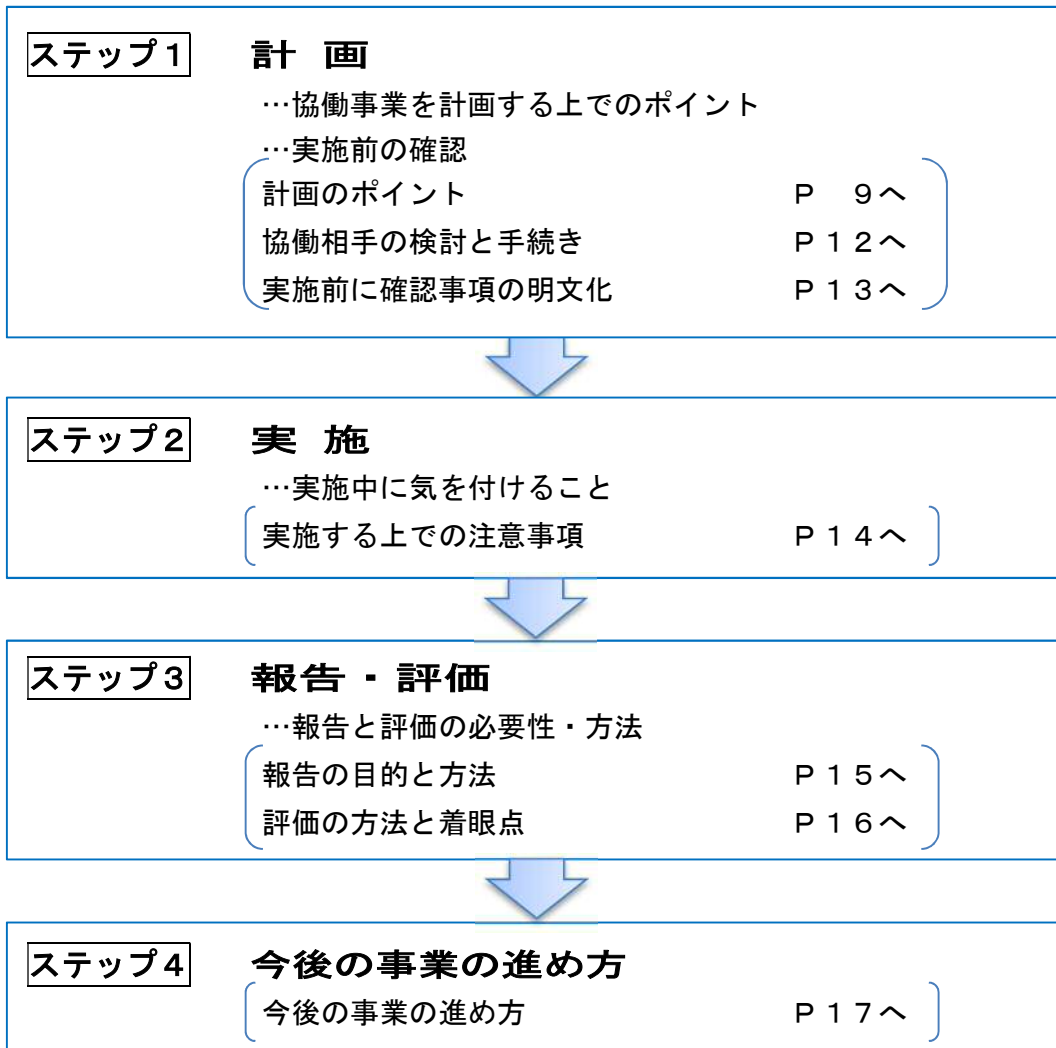 ステップ１ 計 画
…協働事業を計画する上でのポイント
…実施前の確認
計画のポイント Ｐ　９へ
協働相手の検討と手続き Ｐ１２へ
実施前に確認事項の明文化 Ｐ１３へ
ステップ２ 実 施
…実施中に気を付けること
実施する上での注意事項 Ｐ１４へ
ステップ３ 報告・評価
…報告と評価の必要性・方法
報告の目的と方法 Ｐ１５へ
評価の方法と着眼点 Ｐ１６へ
ステップ４ 今後の事業の進め方
今後の事業の進め方 Ｐ１７へ